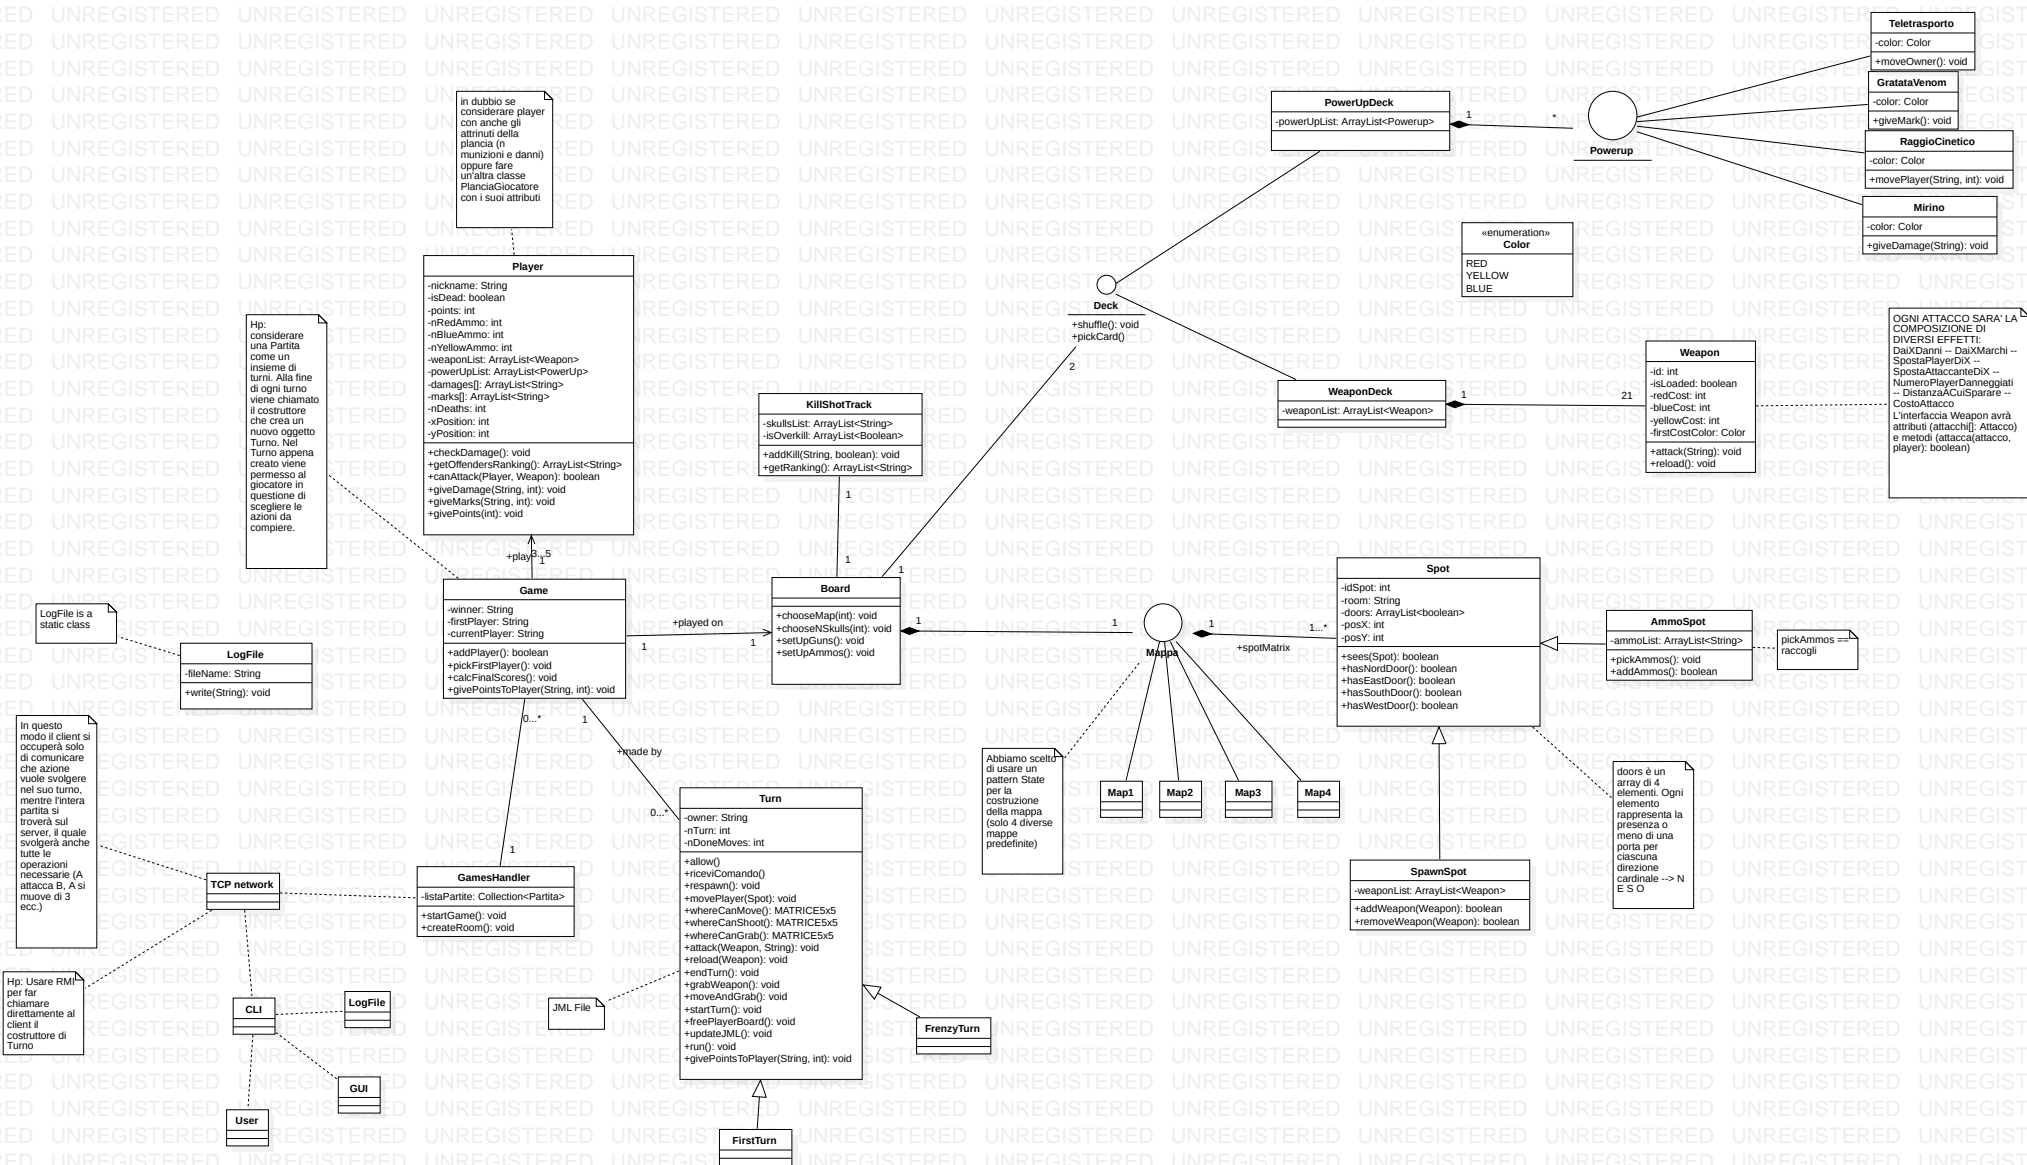 Teletrasporto
-color: Color
+moveOwner(): void
GratataVenom
-color: Color
+giveMark(): void
RaggioCinetico
-color: Color
+movePlayer(String, int): void
Mirino
-color: Color
+giveDamage(String): void
PowerUpDeck
-powerUpList: ArrayList<Powerup>
1
*
Powerup
in dubbio se
considerare player
con anche gli
attrinuti della
plancia (n
munizioni e danni)
oppure fare
un'altra classe
PlanciaGiocatore
con i suoi attributi
«enumeration»
Color
RED
YELLOW
BLUE
Deck
+shuffle(): void
+pickCard()
2
Player
-nickname: String
-isDead: boolean
-points: int
-nRedAmmo: int
-nBlueAmmo: int
-nYellowAmmo: int
-weaponList: ArrayList<Weapon>
-powerUpList: ArrayList<PowerUp>
-damages[]: ArrayList<String>
-marks[]: ArrayList<String>
-nDeaths: int
-xPosition: int
-yPosition: int
+checkDamage(): void
+getOffendersRanking(): ArrayList<String>
+canAttack(Player, Weapon): boolean
+giveDamage(String, int): void
+giveMarks(String, int): void
+givePoints(int): void
Hp:
considerare
una Partita
come un
insieme di
turni. Alla fine
di ogni turno
viene chiamato
il costruttore
che crea un
nuovo oggetto
Turno. Nel
Turno appena
creato viene
permesso al
giocatore in
questione di
scegliere le
azioni da
compiere.
KillShotTrack
-skullsList: ArrayList<String>
-isOverkill: ArrayList<Boolean>
+addKill(String, boolean): void
+getRanking(): ArrayList<String>
1
1
1
WeaponDeck
-weaponList: ArrayList<Weapon>
1
21
Weapon
-id: int
-isLoaded: boolean
-redCost: int
-blueCost: int
-yellowCost: int
-firstCostColor: Color
+attack(String): void
+reload(): void
OGNI ATTACCO SARA' LA
COMPOSIZIONE DI
DIVERSI EFFETTI:
DaiXDanni -- DaiXMarchi --
SpostaPlayerDiX --
SpostaAttaccanteDiX --
NumeroPlayerDanneggiati
-- DistanzaACuiSparare --
CostoAttacco
L'interfaccia Weapon avrà
attributi (attacchi[]: Attacco)
e metodi (attacca(attacco,
player): boolean)
+play
3...5
1
Game
-winner: String
-firstPlayer: String
-currentPlayer: String
+addPlayer(): boolean
+pickFirstPlayer(): void
+calcFinalScores(): void
+givePointsToPlayer(String, int): void
+played on
1
1
Board
+chooseMap(int): void
+chooseNSkulls(int): void
+setUpGuns(): void
+setUpAmmos(): void
1
1
Mappa
1
1...*
+spotMatrix
Spot
-idSpot: int
-room: String
-doors: ArrayList<boolean>
-posX: int
-posY: int
+sees(Spot): boolean
+hasNordDoor(): boolean
+hasEastDoor(): boolean
+hasSouthDoor(): boolean
+hasWestDoor(): boolean
AmmoSpot
-ammoList: ArrayList<String>
+pickAmmos(): void
+addAmmos(): boolean
pickAmmos ==
raccogli
LogFile is a
static class
LogFile
-fileName: String
+write(String): void
In questo
modo il client si
occuperà solo
di comunicare
che azione
vuole svolgere
nel suo turno,
mentre l'intera
partita si
troverà sul
server, il quale
svolgerà anche
tutte le
operazioni
necessarie (A
attacca B, A si
muove di 3
ecc.)
0...*
1
+made by
0...*
1
Abbiamo scelto
di usare un
pattern State
per la
costruzione
della mappa
(solo 4 diverse
mappe
predefinite)
Map1
Map2
Map3
Map4
doors è un
array di 4
elementi. Ogni
elemento
rappresenta la
presenza o
meno di una
porta per
ciascuna
direzione
cardinale --> N
E S O
SpawnSpot
-weaponList: ArrayList<Weapon>
+addWeapon(Weapon): boolean
+removeWeapon(Weapon): boolean
Turn
-owner: String
-nTurn: int
-nDoneMoves: int
+allow()
+riceviComando()
+respawn(): void
+movePlayer(Spot): void
+whereCanMove(): MATRICE5x5
+whereCanShoot(): MATRICE5x5
+whereCanGrab(): MATRICE5x5
+attack(Weapon, String): void
+reload(Weapon): void
+endTurn(): void
+grabWeapon(): void
+moveAndGrab(): void
+startTurn(): void
+freePlayerBoard(): void
+updateJML(): void
+run(): void
+givePointsToPlayer(String, int): void
GamesHandler
-listaPartite: Collection<Partita>
+startGame(): void
+createRoom(): void
TCP network
Hp: Usare RMI
per far
chiamare
direttamente al
client il
costruttore di
Turno
CLI
LogFile
GUI
User
JML File
FrenzyTurn
FirstTurn
UNREGISTERED